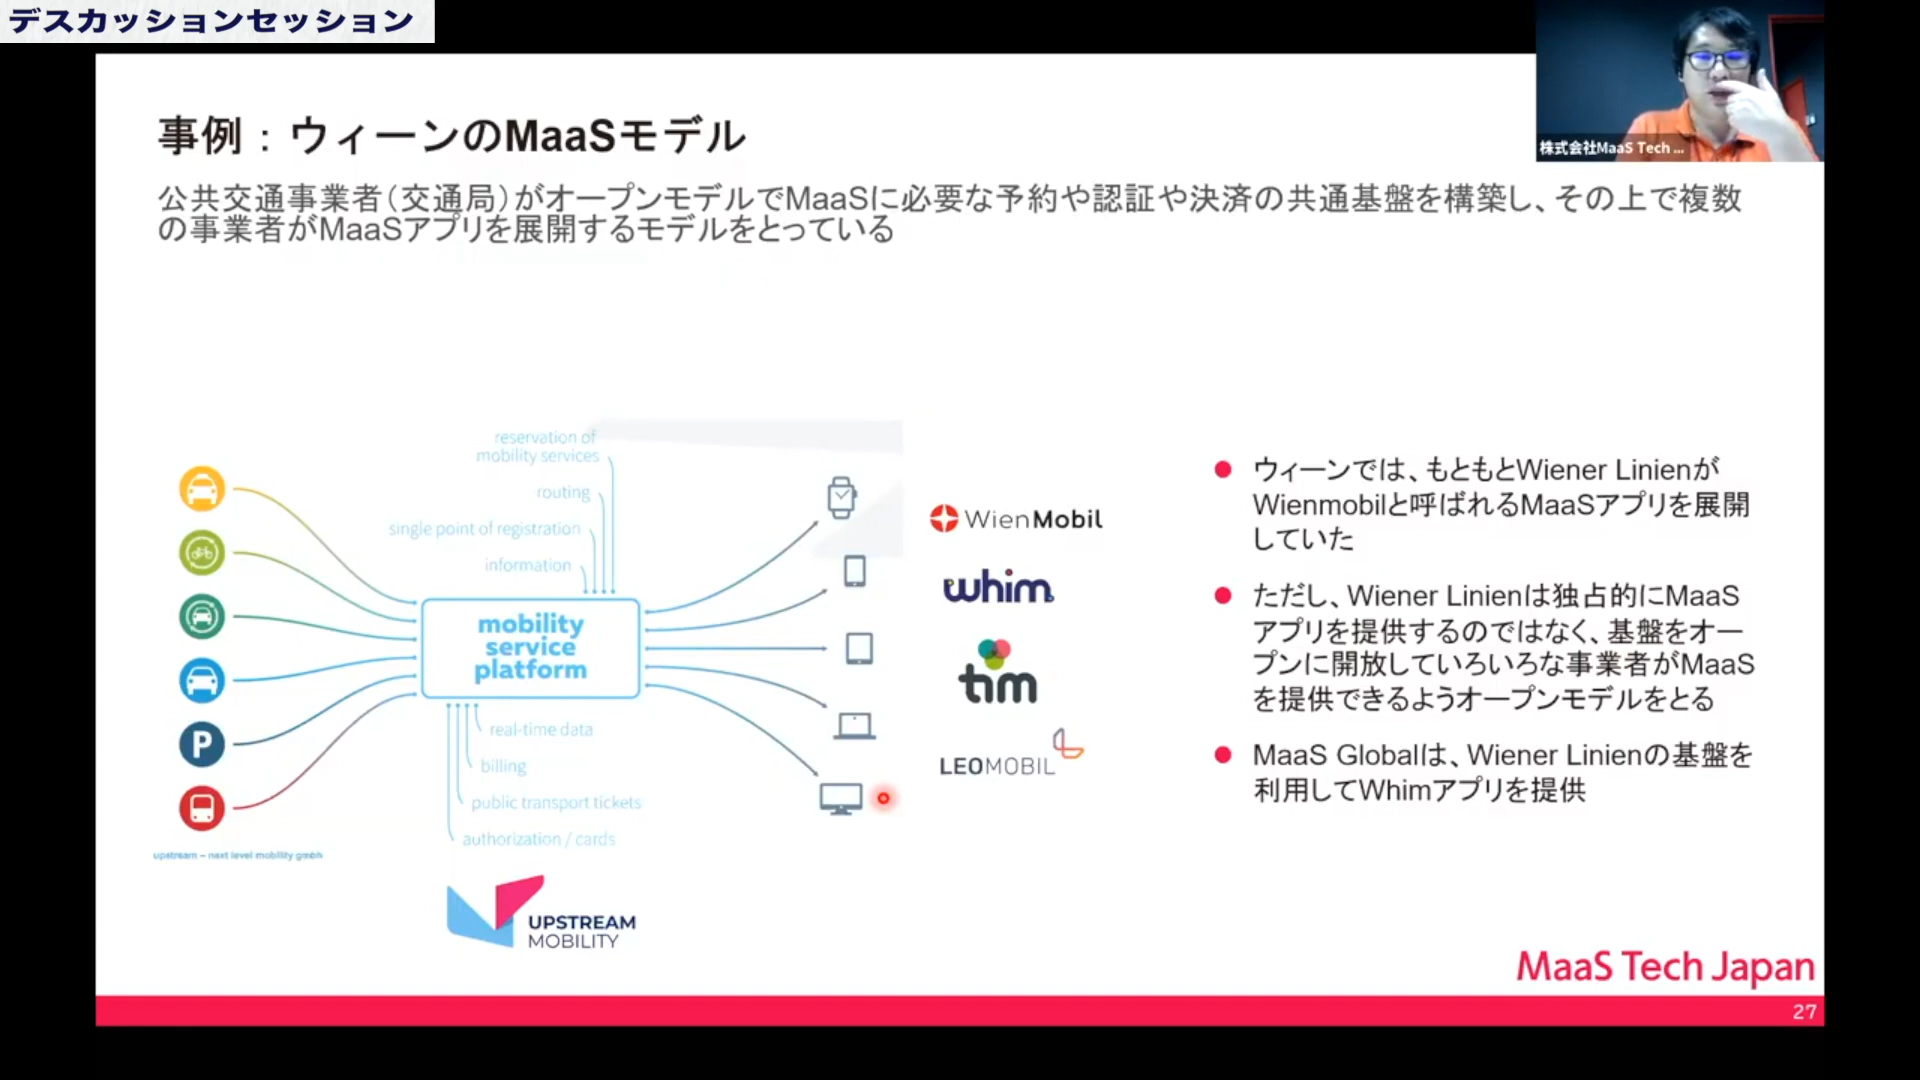 デスカッションセッション
株式会社MaaS Tech ...
事例：ウィーンのMaaSモデル
公共交通事業者（交通局）がオープンモデルでMaaSに必要な予約や認証や決済の共通基盤を構築し、その上で複数
の事業者がMaaSアプリを展開するモデルをとっている
reservation of
mobility services
routing
single point of registration
information
mobility
service
platform
real-time data
billing
public transport tickets
authorization / cards
P
upstream – next level mobility gmbh
UPSTREAM
MOBILITY
WienMobil
whim
tim
LEOMOBIL
ウィーンでは、もともとWiener Linienが
Wienmobilと呼ばれるMaaSアプリを展開
していた
ただし、Wiener Linienは独占的にMaaS
アプリを提供するのではなく、基盤をオー
プンに開放していろいろな事業者がMaaS
を提供できるようオープンモデルをとる
MaaS Globalは、Wiener Linienの基盤を
利用してWhimアプリを提供
MaaS Tech Japan
27